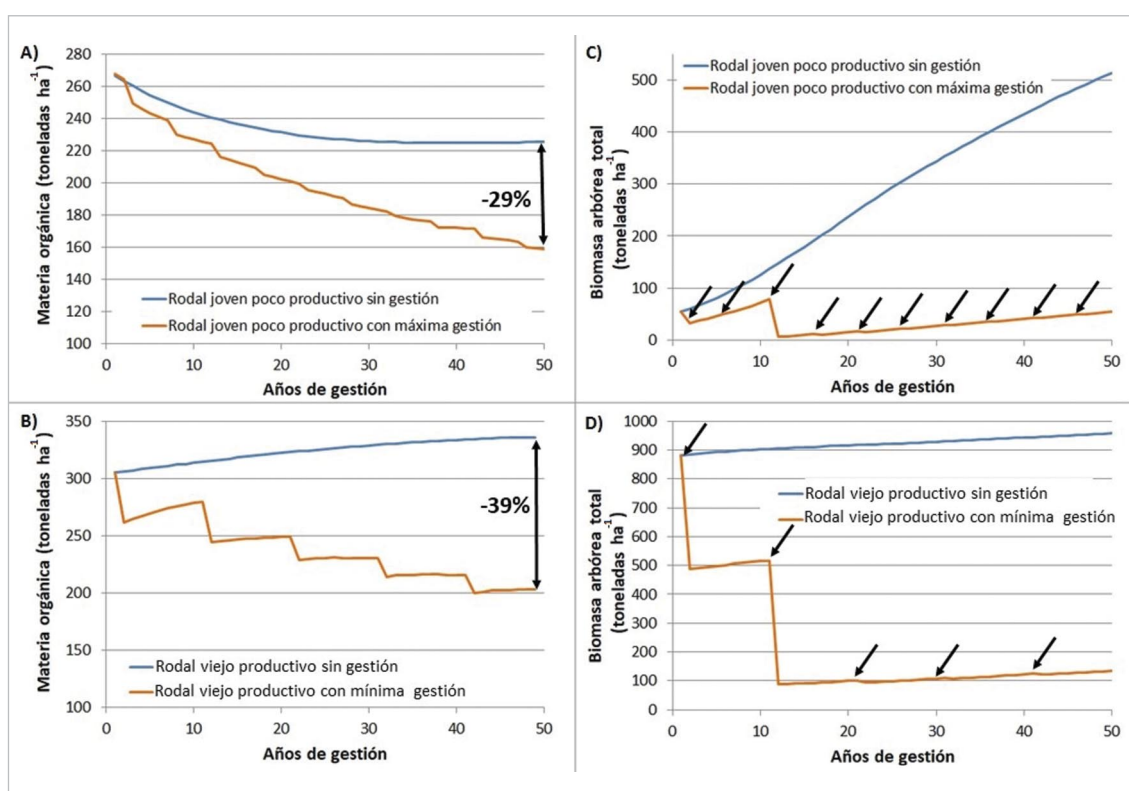 A)
Materia orgánica (toneladas ha⁻¹)
280
260
240
220
200
180
160
140
120
100
-29%
Rodal joven poco productivo sin gestión
Rodal joven poco productivo con máxima gestión
0 10 20 30 40 50
Años de gestión
C)
Biomasa arbórea total
(toneladas ha⁻¹)
500
400
300
200
100
0
Rodal joven poco productivo sin gestión
Rodal joven poco productivo con máxima gestión
0 10 20 30 40 50
Años de gestión
B)
Materia orgánica (toneladas ha⁻¹)
350
300
250
200
150
100
-39%
Rodal viejo productivo sin gestión
Rodal viejo productivo con mínima gestión
0 10 20 30 40 50
Años de gestión
D)
Biomasa arbórea total
(toneladas ha⁻¹)
1000
900
800
700
600
500
400
300
200
100
0
Rodal viejo productivo sin gestión
Rodal viejo productivo con mínima gestión
0 10 20 30 40 50
Años de gestión